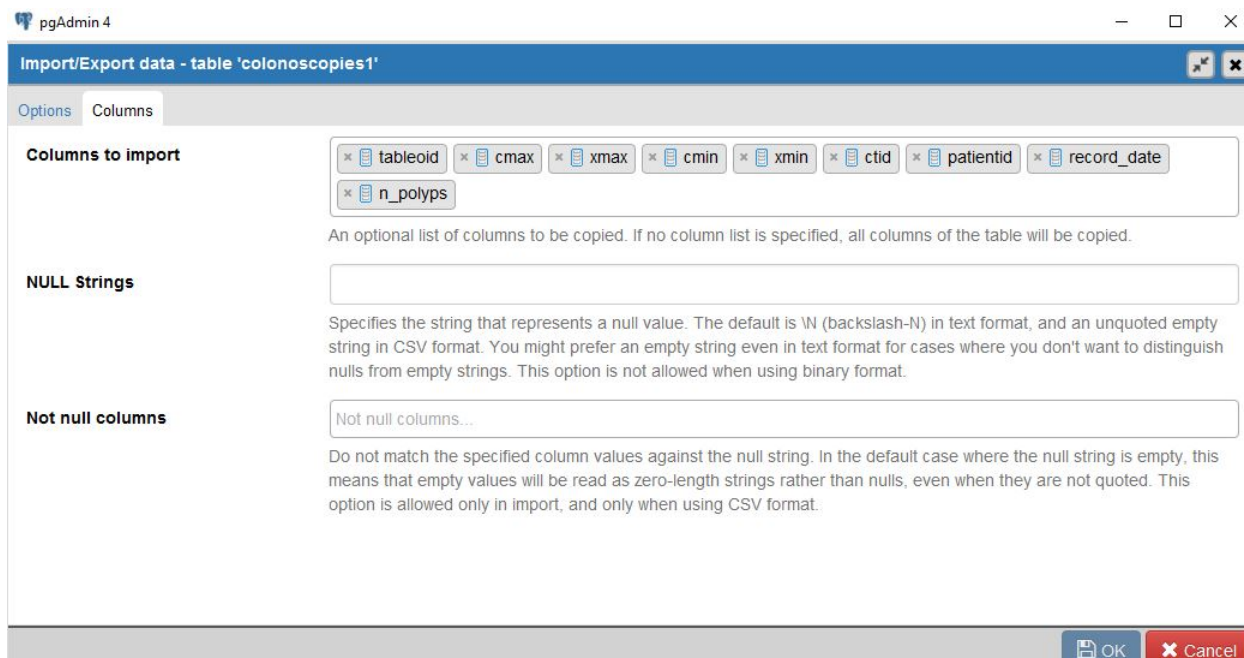 pgAdmin 4
Import/Export data - table 'colonoscopies1'
Options Columns
Columns to import
× tableoid × cmax × xmax × cmin × xmin × ctid × patientid × record_date
× n_polyps
An optional list of columns to be copied. If no column list is specified, all columns of the table will be copied.
NULL Strings
Specifies the string that represents a null value. The default is \N (backslash-N) in text format, and an unquoted empty
string in CSV format. You might prefer an empty string even in text format for cases where you don't want to distinguish
nulls from empty strings. This option is not allowed when using binary format.
Not null columns
Not null columns...
Do not match the specified column values against the null string. In the default case where the null string is empty, this
means that empty values will be read as zero-length strings rather than nulls, even when they are not quoted. This
option is allowed only in import, and only when using CSV format.
OK × Cancel